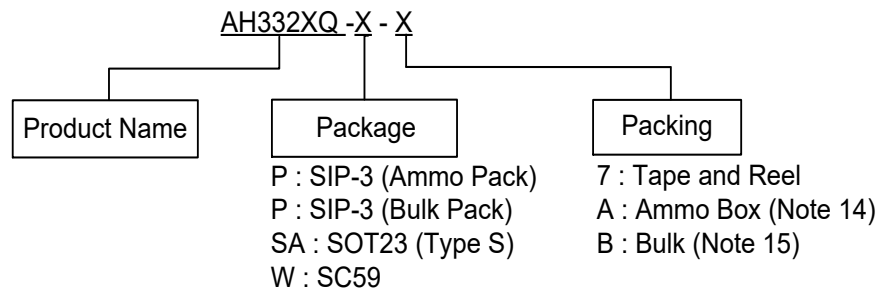 AH332XQ -X - X
Product Name
Package
Packing
P : SIP-3 (Ammo Pack)
P : SIP-3 (Bulk Pack)
SA : SOT23 (Type S)
W : SC59
7 : Tape and Reel
A : Ammo Box (Note 14)
B : Bulk (Note 15)